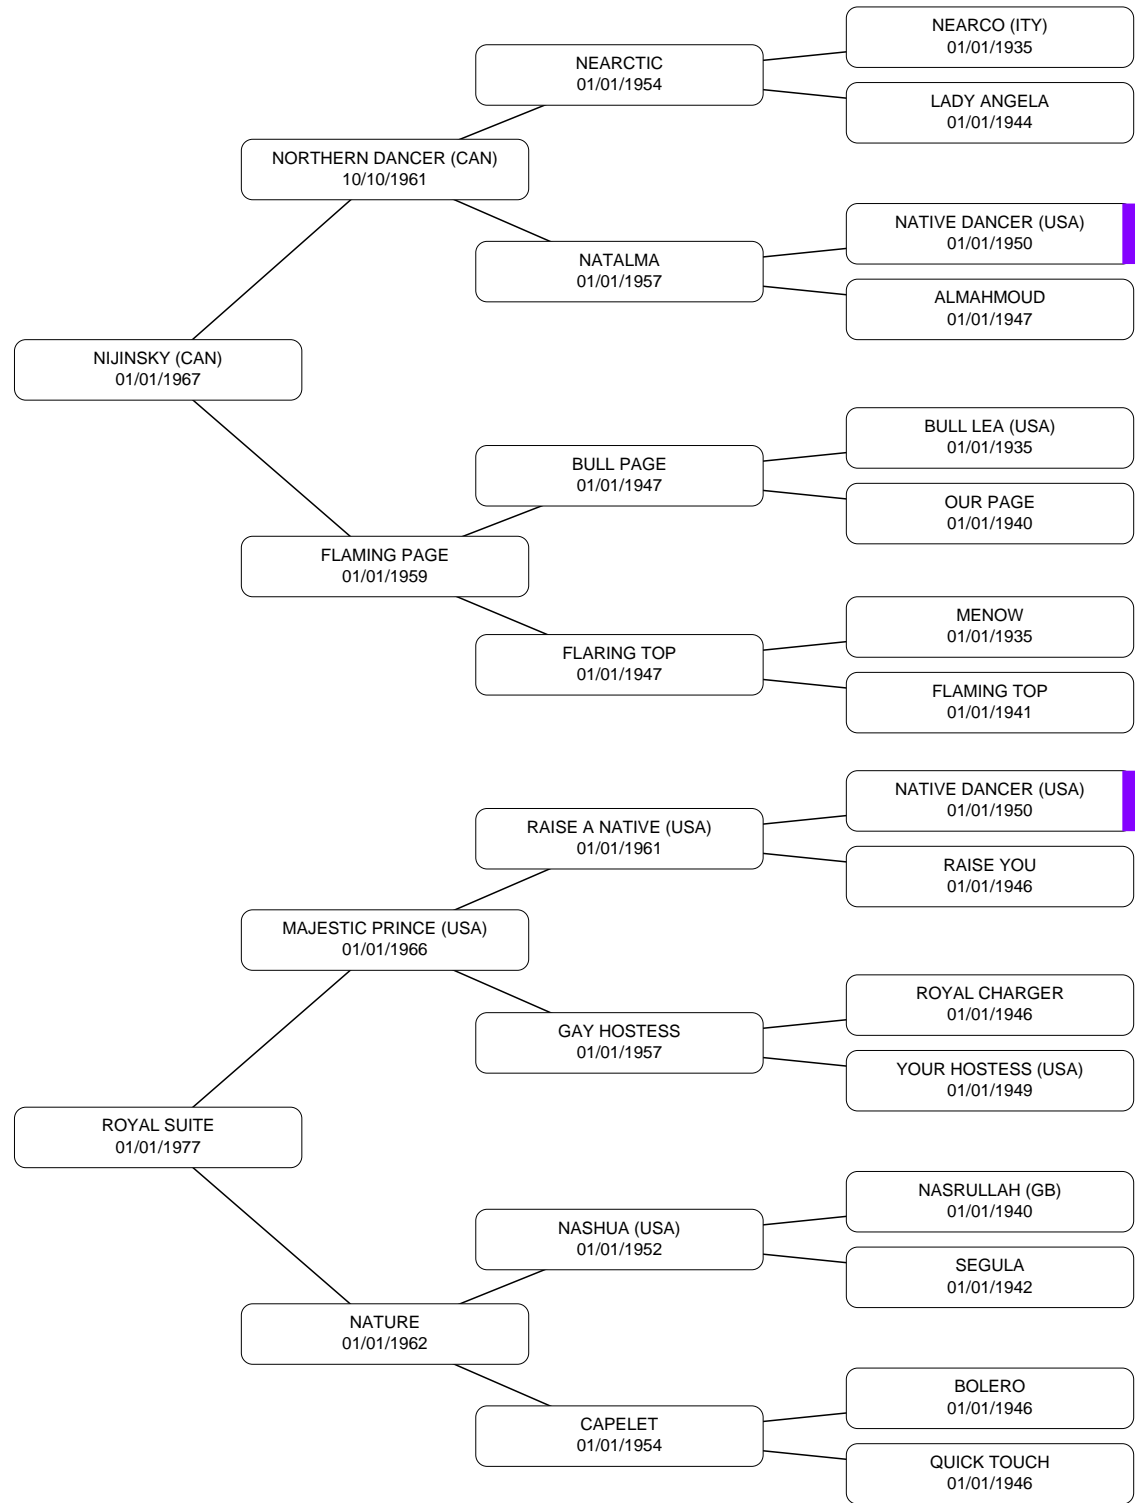 NEARCO (ITY)
01/01/1935
NEARCTIC
01/01/1954
LADY ANGELA
01/01/1944
NORTHERN DANCER (CAN)
10/10/1961
NATIVE DANCER (USA)
01/01/1950
NATALMA
01/01/1957
ALMAHMOUD
01/01/1947
NIJINSKY (CAN)
01/01/1967
BULL LEA (USA)
01/01/1935
BULL PAGE
01/01/1947
OUR PAGE
01/01/1940
FLAMING PAGE
01/01/1959
MENOW
01/01/1935
FLARING TOP
01/01/1947
FLAMING TOP
01/01/1941
NATIVE DANCER (USA)
01/01/1950
RAISE A NATIVE (USA)
01/01/1961
RAISE YOU
01/01/1946
MAJESTIC PRINCE (USA)
01/01/1966
ROYAL CHARGER
01/01/1946
GAY HOSTESS
01/01/1957
YOUR HOSTESS (USA)
01/01/1949
ROYAL SUITE
01/01/1977
NASRULLAH (GB)
01/01/1940
NASHUA (USA)
01/01/1952
SEGULA
01/01/1942
NATURE
01/01/1962
BOLERO
01/01/1946
CAPELET
01/01/1954
QUICK TOUCH
01/01/1946